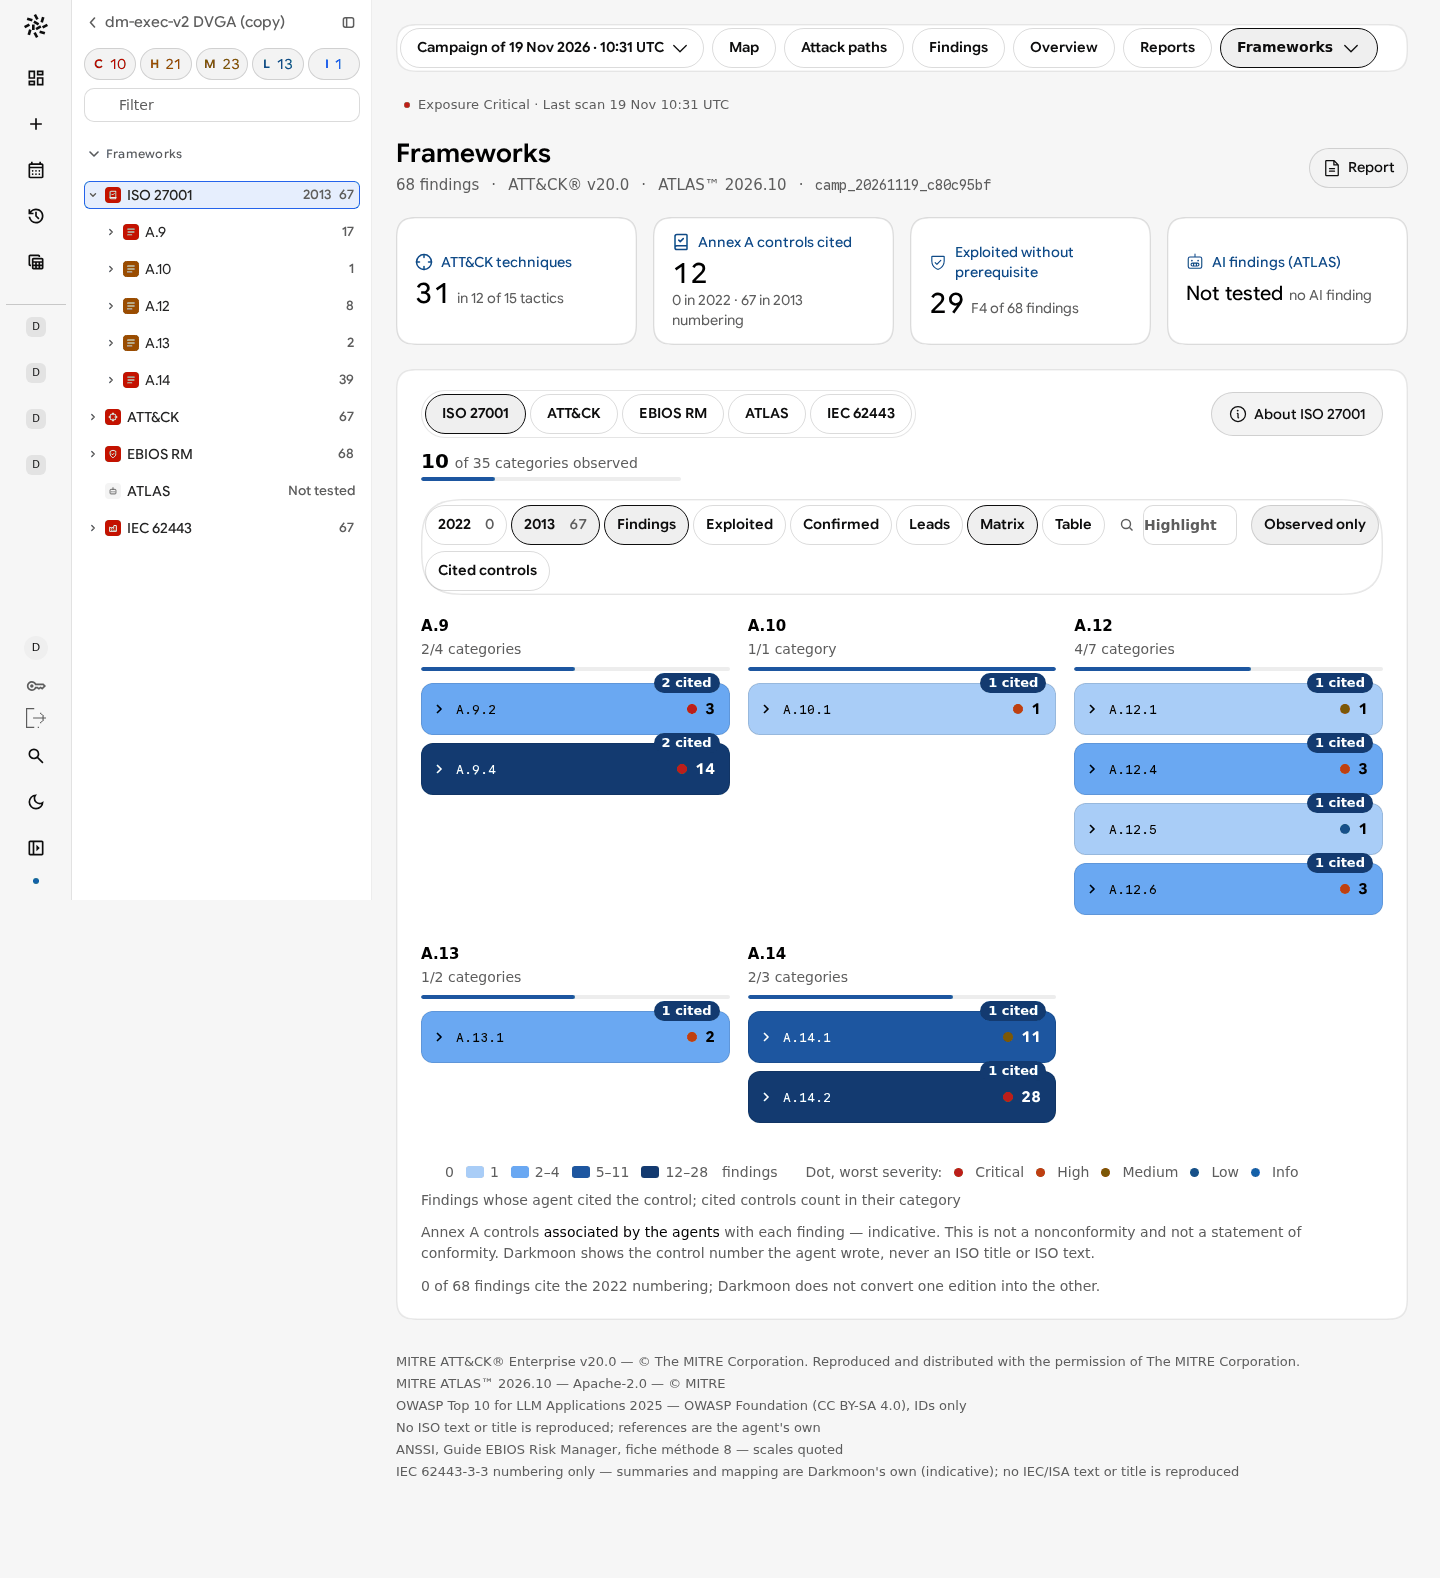 dm-exec-v2 DVGA (copy)
C 10
H 21
M 23
L 13
I 1
Filter
Frameworks
ISO 27001 2013 67
A.9 17
A.10 1
A.12 8
A.13 2
A.14 39
ATT&CK 67
EBIOS RM 68
ATLAS Not tested
IEC 62443 67
D
D
D
D
D
Campaign of 19 Nov 2026 · 10:31 UTC
Map
Attack paths
Findings
Overview
Reports
Frameworks
Exposure Critical · Last scan 19 Nov 10:31 UTC
Frameworks
68 findings · ATT&CK® v20.0 · ATLAS™ 2026.10 · camp_20261119_c80c95bf
Report
ATT&CK techniques
31 in 12 of 15 tactics
Annex A controls cited
12
0 in 2022 · 67 in 2013
numbering
Exploited without
prerequisite
29 F4 of 68 findings
AI findings (ATLAS)
Not tested no AI finding
ISO 27001
ATT&CK
EBIOS RM
ATLAS
IEC 62443
About ISO 27001
10 of 35 categories observed
2022 0
2013 67
Findings
Exploited
Confirmed
Leads
Matrix
Table
Highlight
Observed only
Cited controls
A.9
2/4 categories
2 cited
A.9.2 3
2 cited
A.9.4 14
A.10
1/1 category
1 cited
A.10.1 1
A.12
4/7 categories
1 cited
A.12.1 1
1 cited
A.12.4 3
1 cited
A.12.5 1
1 cited
A.12.6 3
A.13
1/2 categories
1 cited
A.13.1 2
A.14
2/3 categories
1 cited
A.14.1 11
1 cited
A.14.2 28
0 1 2–4 5–11 12–28 findings Dot, worst severity: Critical High Medium Low Info
Findings whose agent cited the control; cited controls count in their category
Annex A controls associated by the agents with each finding — indicative. This is not a nonconformity and not a statement of
conformity. Darkmoon shows the control number the agent wrote, never an ISO title or ISO text.
0 of 68 findings cite the 2022 numbering; Darkmoon does not convert one edition into the other.
MITRE ATT&CK® Enterprise v20.0 — © The MITRE Corporation. Reproduced and distributed with the permission of The MITRE Corporation.
MITRE ATLAS™ 2026.10 — Apache-2.0 — © MITRE
OWASP Top 10 for LLM Applications 2025 — OWASP Foundation (CC BY-SA 4.0), IDs only
No ISO text or title is reproduced; references are the agent's own
ANSSI, Guide EBIOS Risk Manager, fiche méthode 8 — scales quoted
IEC 62443-3-3 numbering only — summaries and mapping are Darkmoon's own (indicative); no IEC/ISA text or title is reproduced